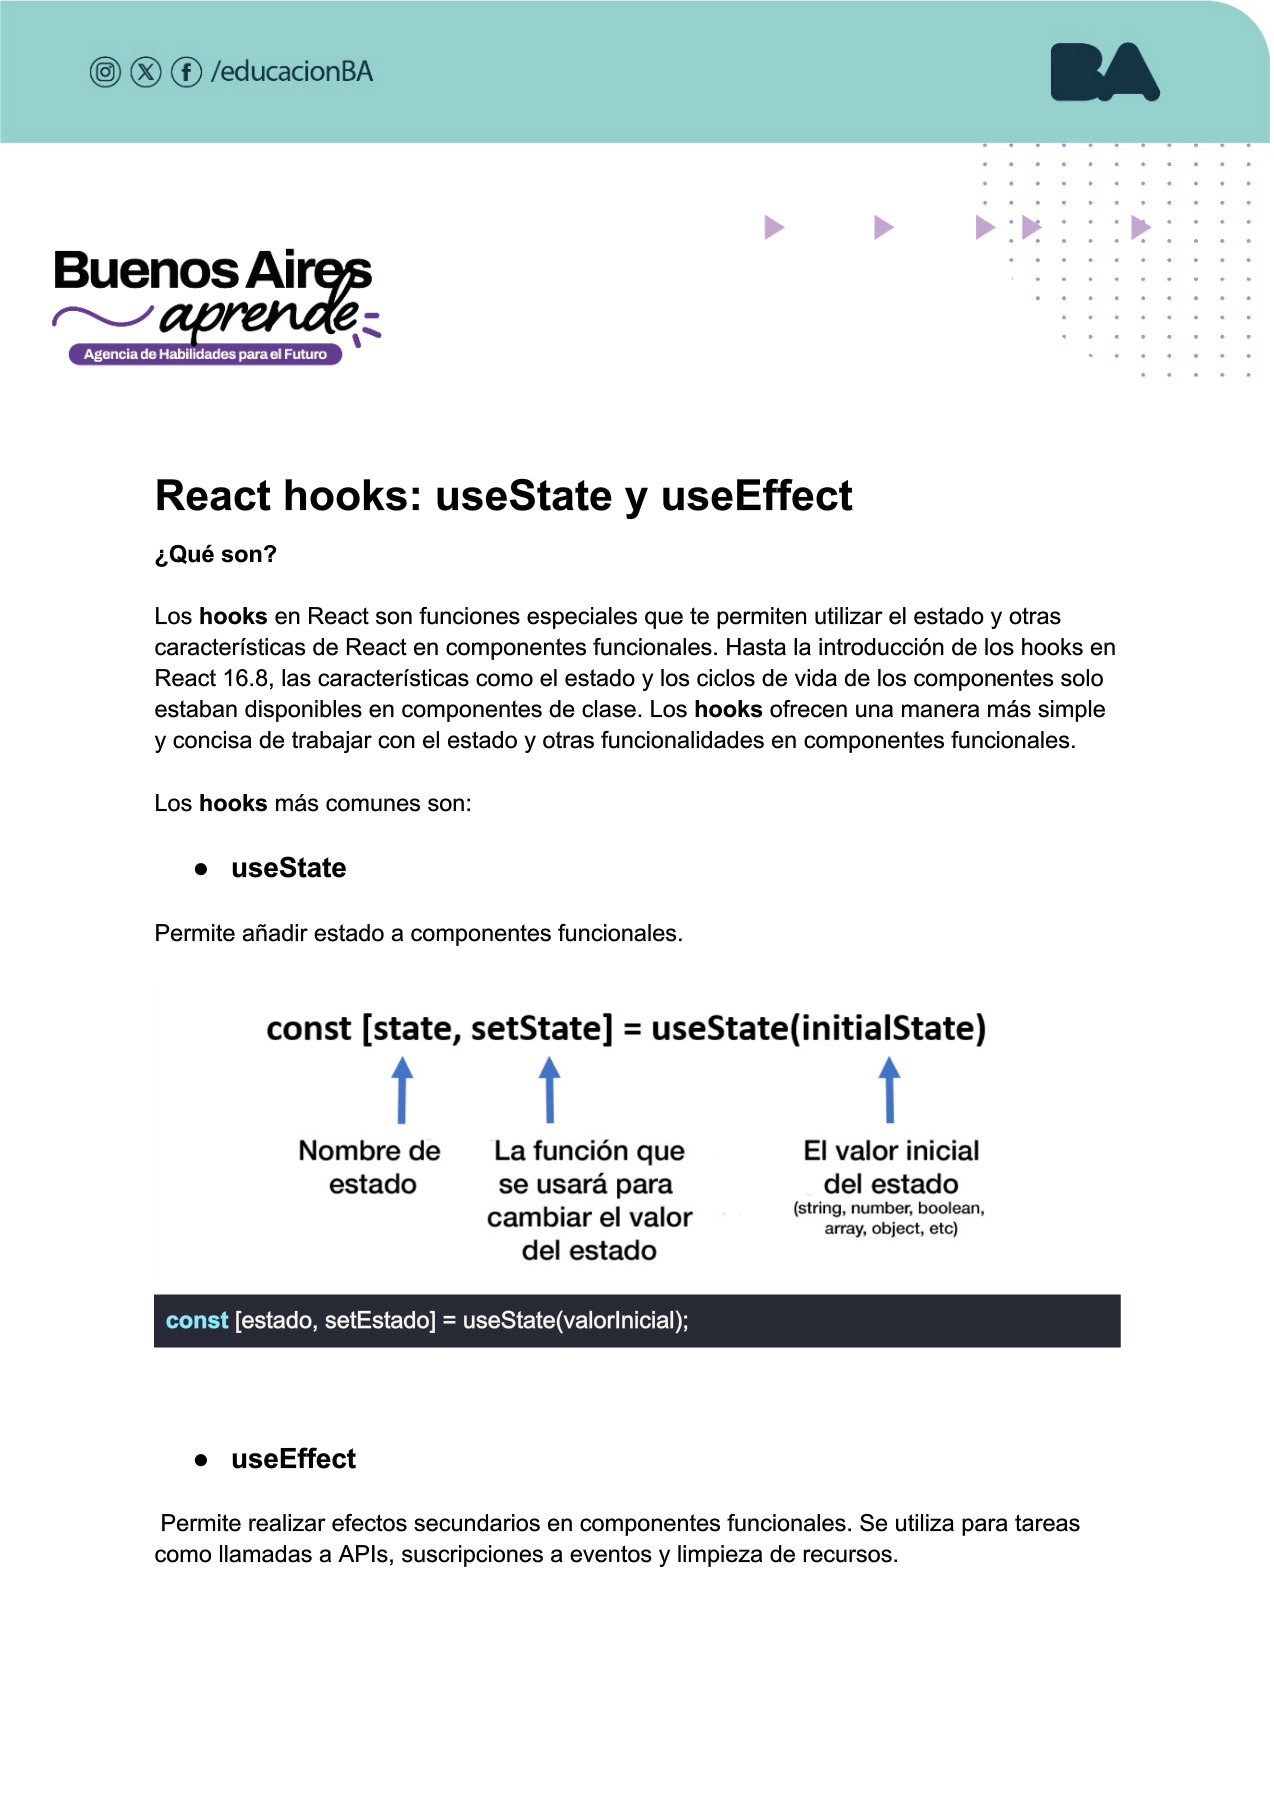 /educacionBA
BA
Buenos Aires
aprende
Agencia de Habilidades para el Futuro
React hooks: useState y useEffect
¿Qué son?
Los hooks en React son funciones especiales que te permiten utilizar el estado y otras
características de React en componentes funcionales. Hasta la introducción de los hooks en
React 16.8, las características como el estado y los ciclos de vida de los componentes solo
estaban disponibles en componentes de clase. Los hooks ofrecen una manera más simple
y concisa de trabajar con el estado y otras funcionalidades en componentes funcionales.
Los hooks más comunes son:
● useState
Permite añadir estado a componentes funcionales.
const [state, setState] = useState(initialState)
Nombre de
estado
La función que
se usará para
cambiar el valor
del estado
El valor inicial
del estado
(string, number, boolean,
array, object, etc)
const [estado, setEstado] = useState(valorInicial);
● useEffect
Permite realizar efectos secundarios en componentes funcionales. Se utiliza para tareas
como llamadas a APIs, suscripciones a eventos y limpieza de recursos.